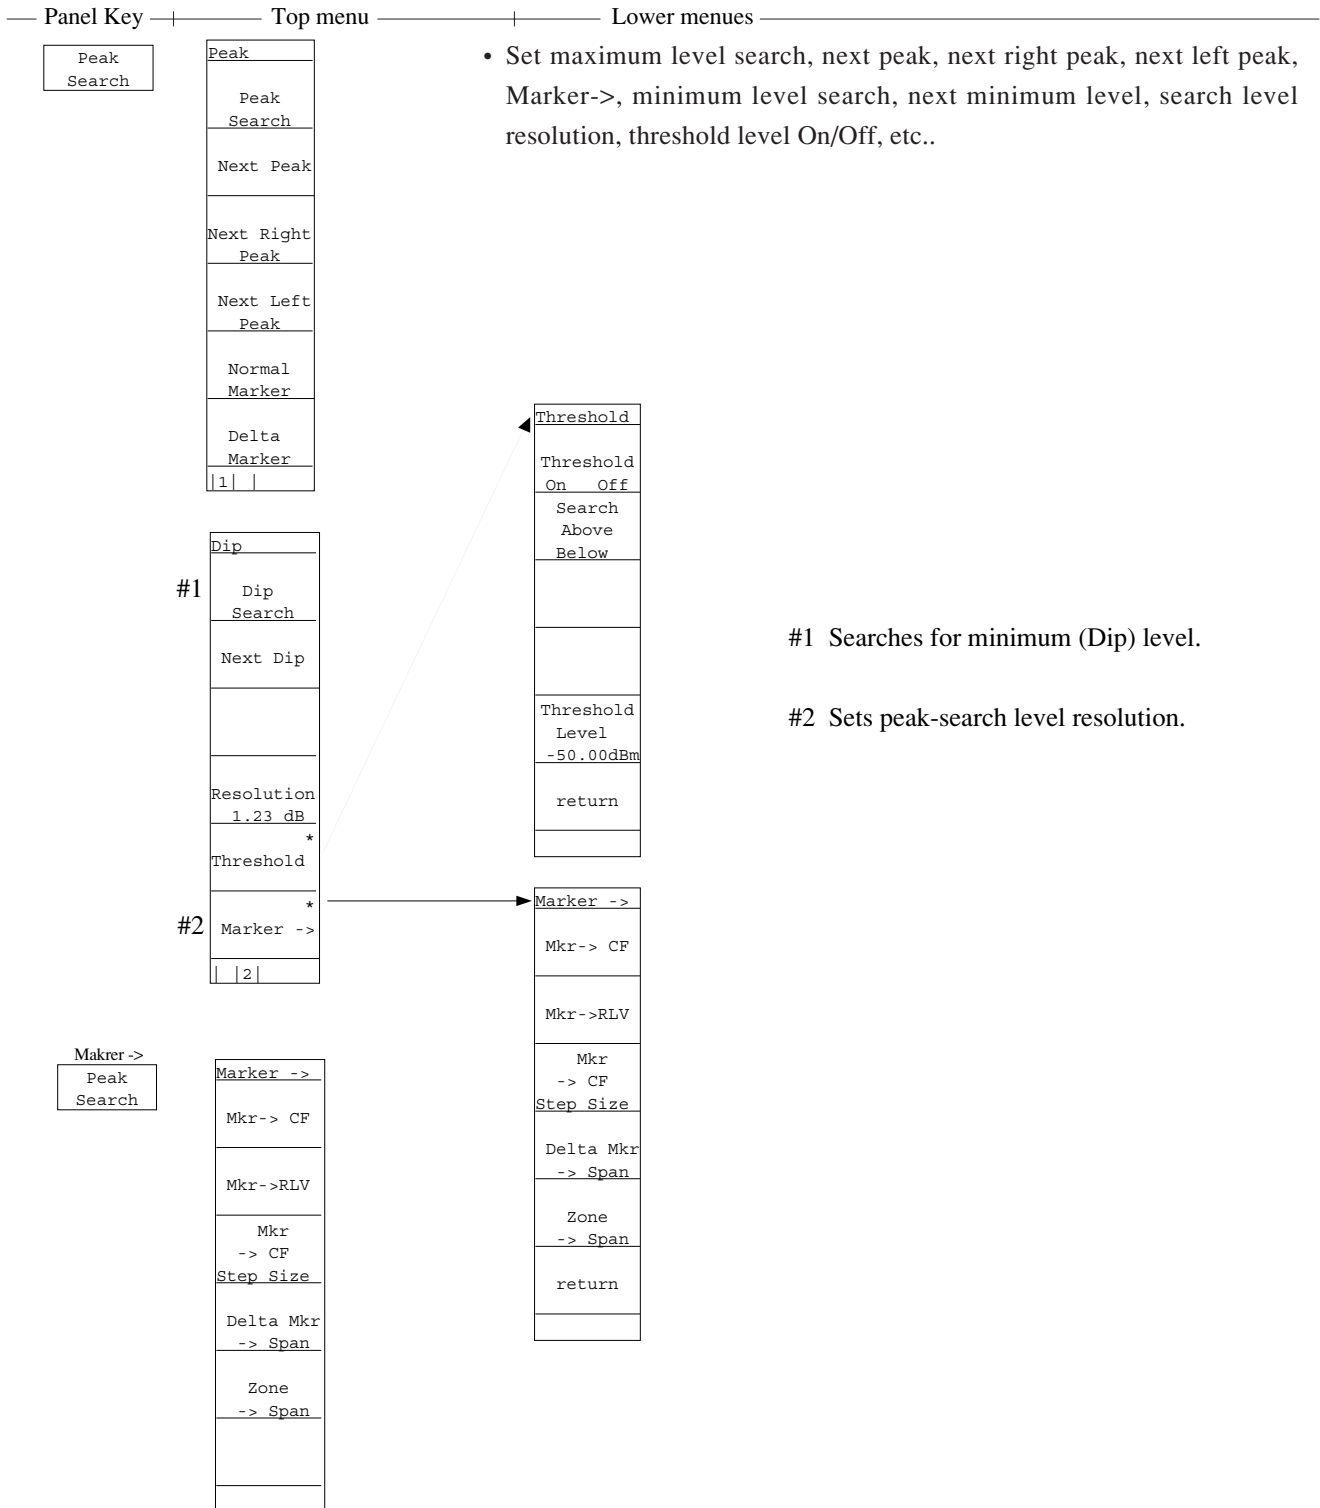 Panel Key Top menu Lower menues
Peak
Search
Peak
Peak
Search
Next Peak
Next Right
Peak
Next Left
Peak
Normal
Marker
Delta
Marker
|1| |
• Set maximum level search, next peak, next right peak, next left peak,
Marker->, minimum level search, next minimum level, search level
resolution, threshold level On/Off, etc..
Dip
#1 Dip
Search
Next Dip
Resolution
1.23 dB
*
Threshold
*
#2 Marker ->
| |2|
Threshold
Threshold
On Off
Search
Above
Below
Threshold
Level
-50.00dBm
return
#1 Searches for minimum (Dip) level.
#2 Sets peak-search level resolution.
Marker ->
Mkr-> CF
Mkr->RLV
Mkr
-> CF
Step Size
Delta Mkr
-> Span
Zone
-> Span
return
Makrer ->
Peak
Search
Marker ->
Mkr-> CF
Mkr->RLV
Mkr
-> CF
Step Size
Delta Mkr
-> Span
Zone
-> Span